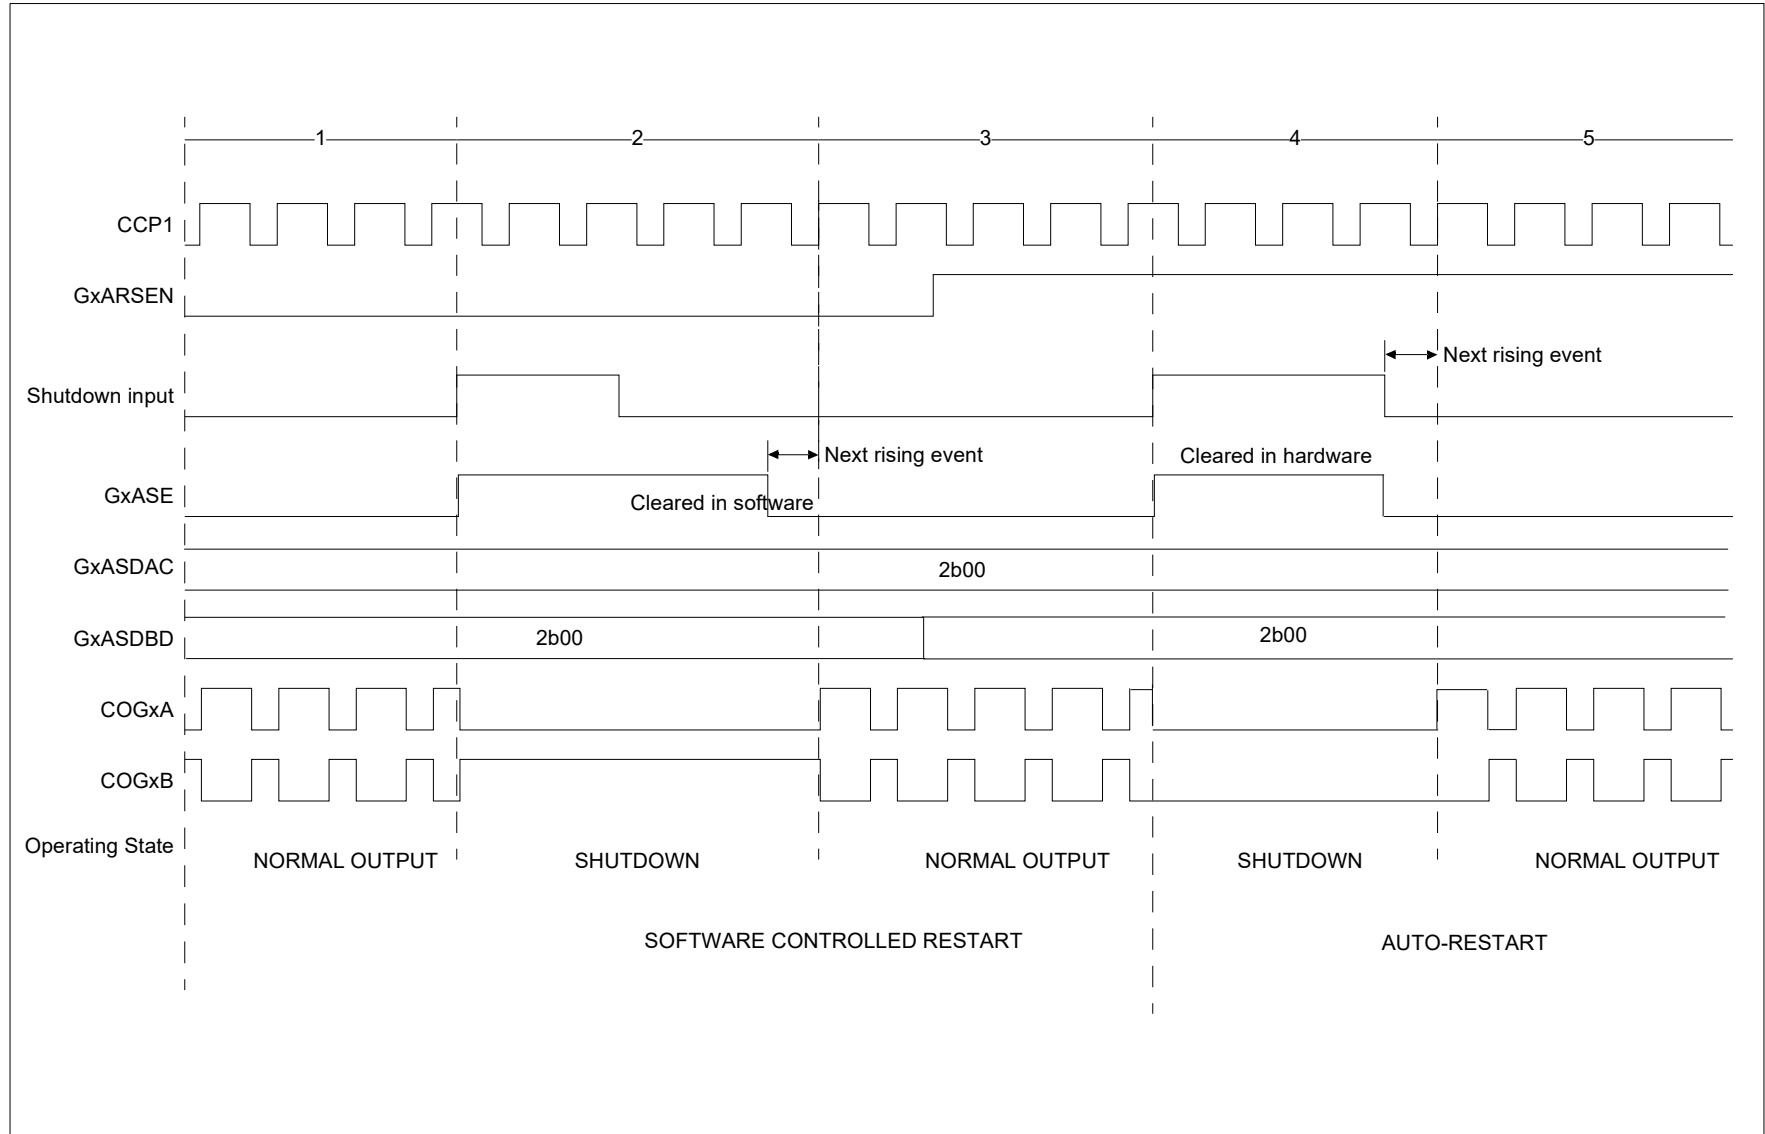 1 2 3 4 5
CCP1
GxARSEN
Next rising event
Shutdown input
Next rising event
Cleared in hardware
GxASE
Cleared in software
GxASDAC
2b00
GxASDBD
2b00 2b00
COGxA
COGxB
Operating State
NORMAL OUTPUT SHUTDOWN NORMAL OUTPUT SHUTDOWN NORMAL OUTPUT
SOFTWARE CONTROLLED RESTART AUTO-RESTART